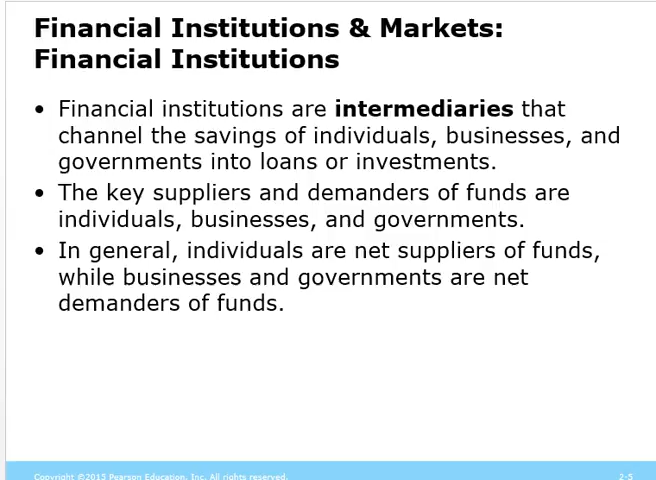 Financial Institutions & Markets:
Financial Institutions
• Financial institutions are intermediaries that
channel the savings of individuals, businesses, and
governments into loans or investments.
• The key suppliers and demanders of funds are
individuals, businesses, and governments.
• In general, individuals are net suppliers of funds,
while businesses and governments are net
demanders of funds.
Copyright ©2015 Pearson Education, Inc. All rights reserved.
2-5